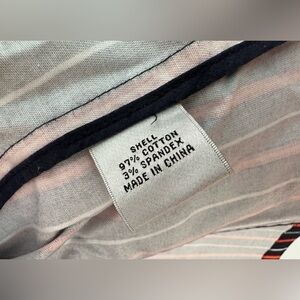 SHELL
97% COTTON
3% SPANDEX
MADE IN CHINA